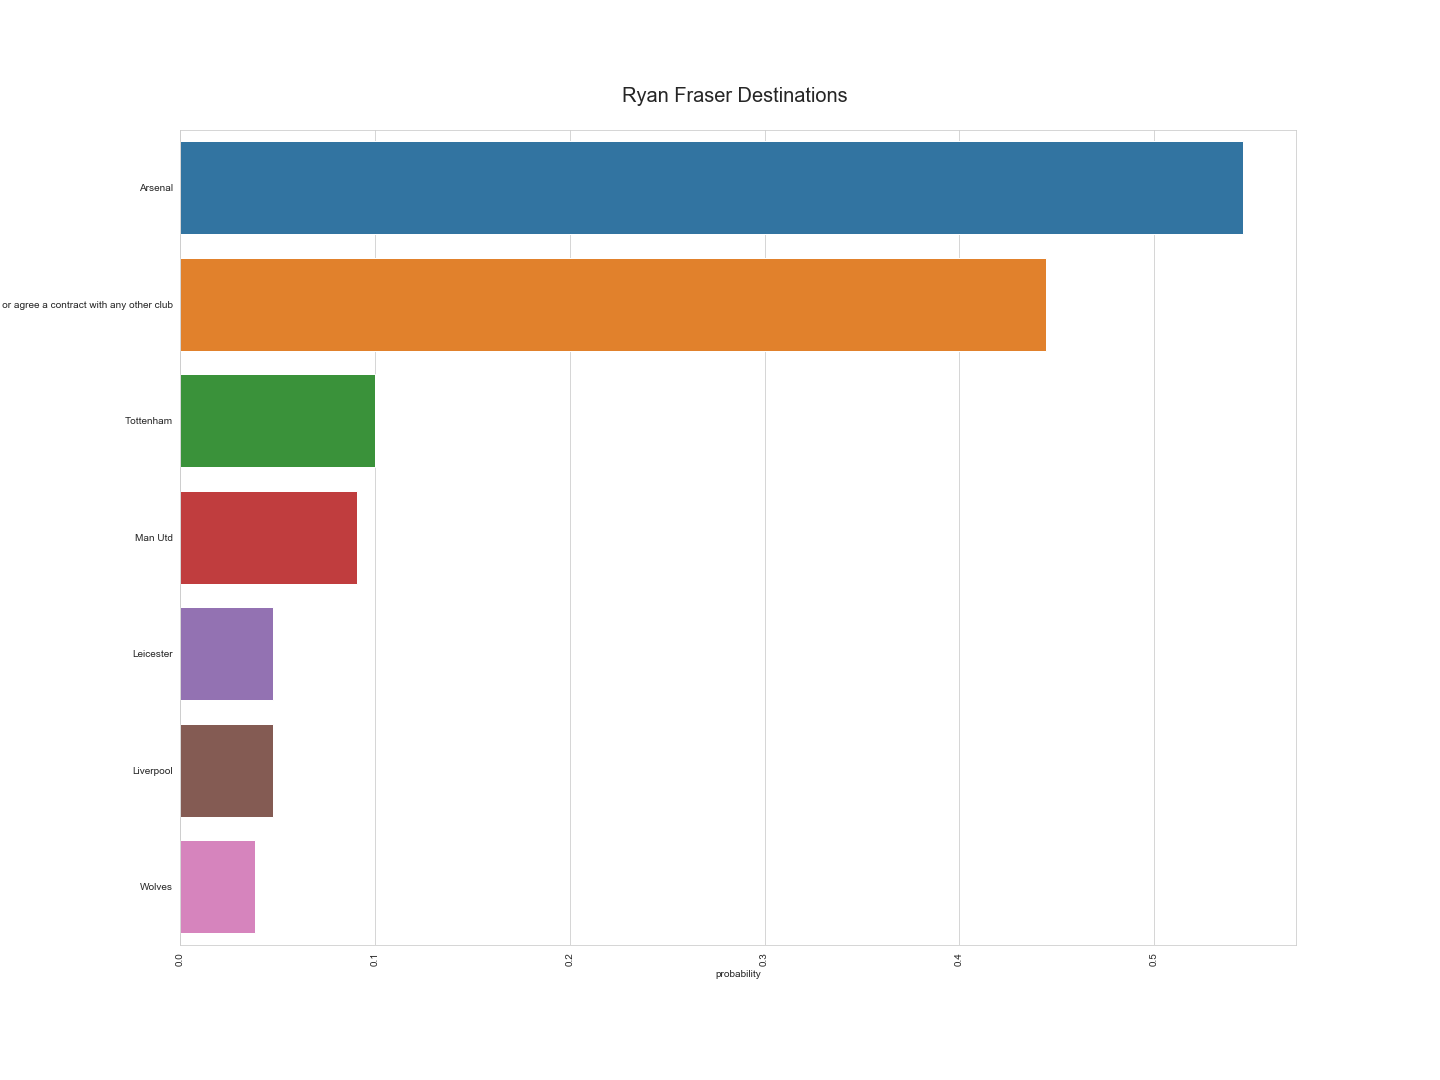 Ryan Fraser Destinations
Arsenal
or agree a contract with any other club
Tottenham
Man Utd
Leicester
Liverpool
Wolves
0.0
0.1
0.2
0.3
0.4
0.5
probability